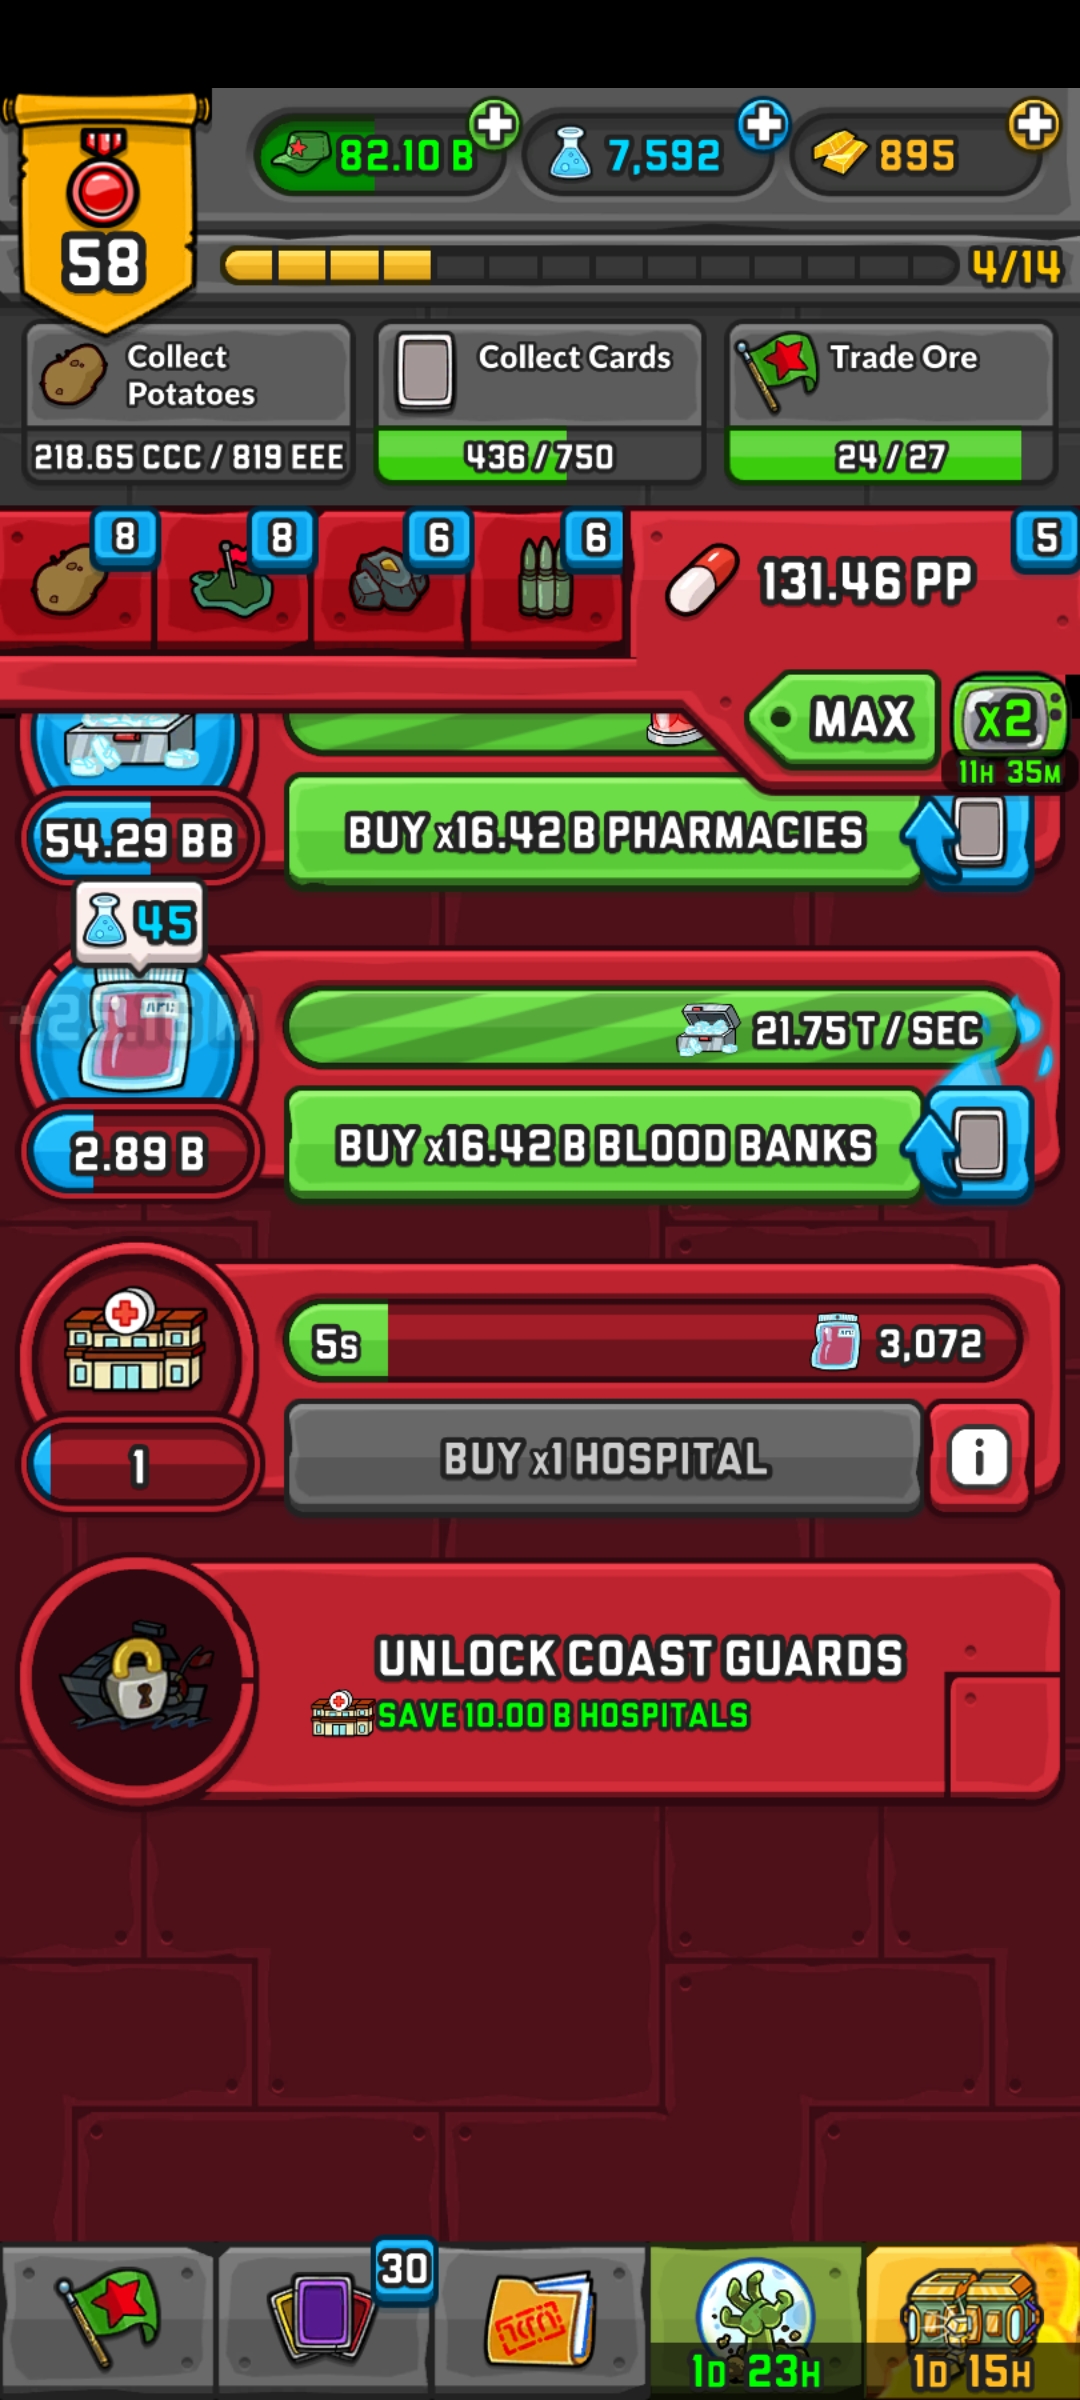 82.10 B
7,592
895
58
4/14
Collect
Potatoes
218.65 CCC / 819 EEE
Collect Cards
436 / 750
Trade Ore
24 / 27
8
8
6
6
131.46 PP
5
MAX
x2
11H 35M
54.29 BB
BUY x16.42 B PHARMACIES
45
21.75 T / SEC
2.89 B
BUY x16.42 B BLOOD BANKS
5s
3,072
1
BUY x1 HOSPITAL
i
UNLOCK COAST GUARDS
SAVE 10.00 B HOSPITALS
30
1D 23H
1D 15H